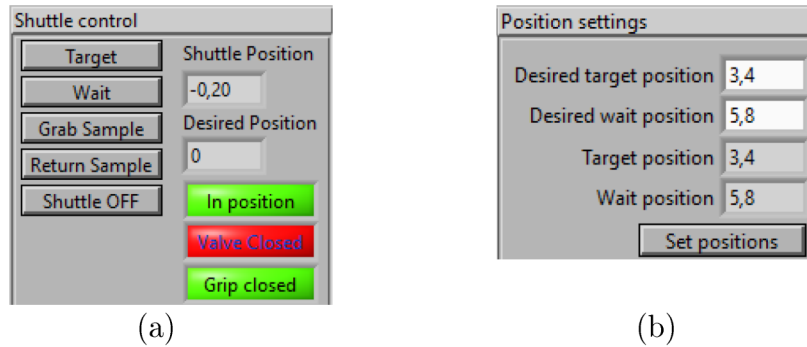 Shuttle control
Target
Wait
Grab Sample
Return Sample
Shuttle OFF
Shuttle Position
-0,20
Desired Position
0
In position
Valve Closed
Grip closed
(a)
Position settings
Desired target position 3,4
Desired wait position 5,8
Target position 3,4
Wait position 5,8
Set positions
(b)